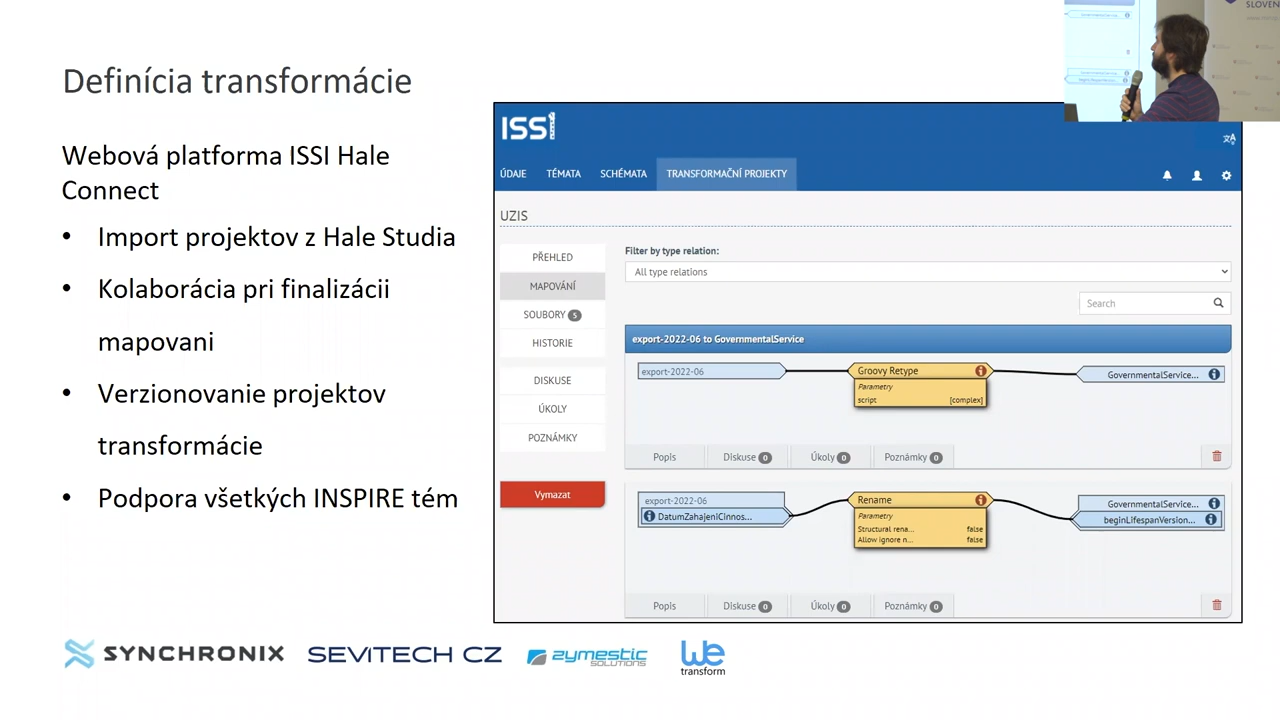 SLOVEN
Definícia transformácie
Webová platforma ISSI Hale
Connect
• Import projektov z Hale Studia
• Kolaborácia pri finalizácii
mapovani
• Verzionovanie projektov
transformácie
• Podpora všetkých INSPIRE tém
ISSI
ÚDAJE TÉMATA SCHÉMATA TRANSFORMAČNÍ PROJEKTY
UZIS
PŘEHLED
MAPOVÁNÍ
SOUBORY 5
HISTORIE
DISKUSE
ÚKOLY
POZNÁMKY
Vymazat
Filter by type relation:
All type relations
Search
export-2022-06 to GovernmentalService
export-2022-06
Groovy Retype
Parametry
script [complex]
GovernmentalService...
Popis Diskuse 0 Úkoly 0 Poznámky 0
export-2022-06
DatumZahajeniCinnos...
Rename
Parametry
Structural rena... false
Allow ignore n... false
GovernmentalService...
beginLifespanVersion...
Popis Diskuse 0 Úkoly 0 Poznámky 0
SYNCHRONIX SEVITECH CZ zymestic SOLUTIONS we transform